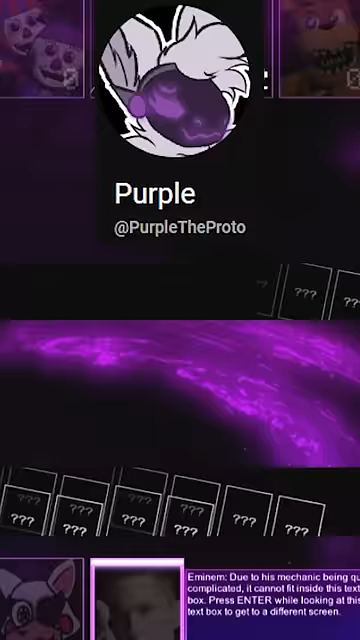 Purple
@PurpleTheProto
???
???
???
???
???
???
???
???
???
???
???
Eminem: Due to his mechanic being qu
complicated, it cannot fit inside this text
box. Press ENTER while looking at this
text box to get to a different screen.